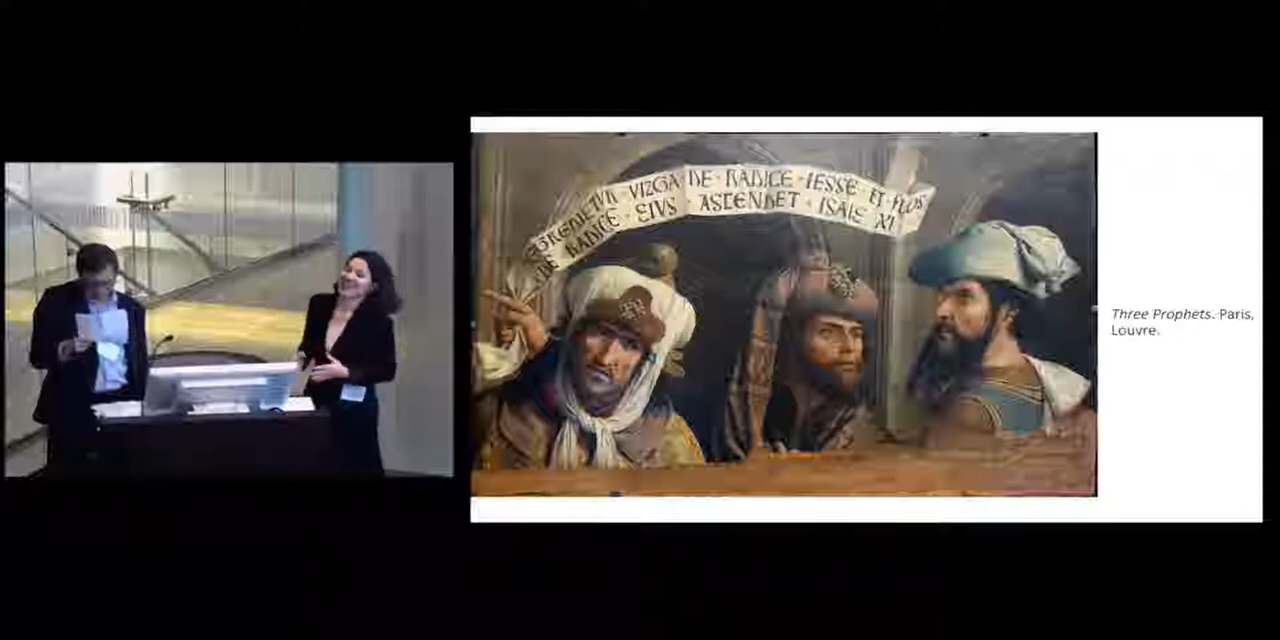 EGREDIETVR VIRGA DE · RADICE · IESSE · ET · FLOS
DE RADICE · EIVS · ASCENDET · ISAIE XI
Three Prophets. Paris,
Louvre.